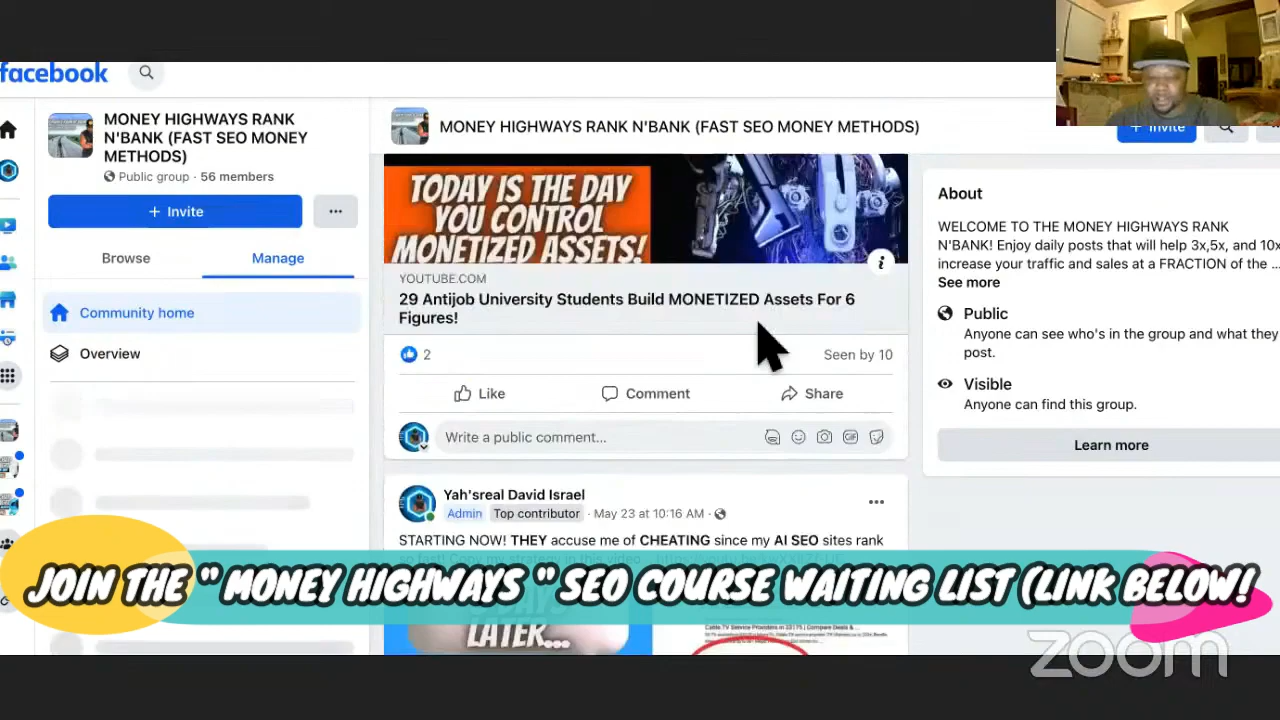 facebook
MONEY HIGHWAYS RANK
N'BANK (FAST SEO MONEY
METHODS)
Public group · 56 members
+ Invite
Browse
Manage
Community home
Overview
MONEY HIGHWAYS RANK N'BANK (FAST SEO MONEY METHODS)
+ Invite
TODAY IS THE DAY
YOU CONTROL
MONETIZED ASSETS!
YOUTUBE.COM
29 Antijob University Students Build MONETIZED Assets For 6
Figures!
2
Seen by 10
Like
Comment
Share
Write a public comment...
Yah'sreal David Israel
Admin
Top contributor
· May 23 at 10:16 AM ·
STARTING NOW! THEY accuse me of CHEATING since my AI SEO sites rank
LATER...
About
WELCOME TO THE MONEY HIGHWAYS RANK
N'BANK! Enjoy daily posts that will help 3x,5x, and 10x
increase your traffic and sales at a FRACTION of the ...
See more
Public
Anyone can see who's in the group and what they
post.
Visible
Anyone can find this group.
Learn more
JOIN THE " MONEY HIGHWAYS " SEO COURSE WAITING LIST (LINK BELOW!
zoom